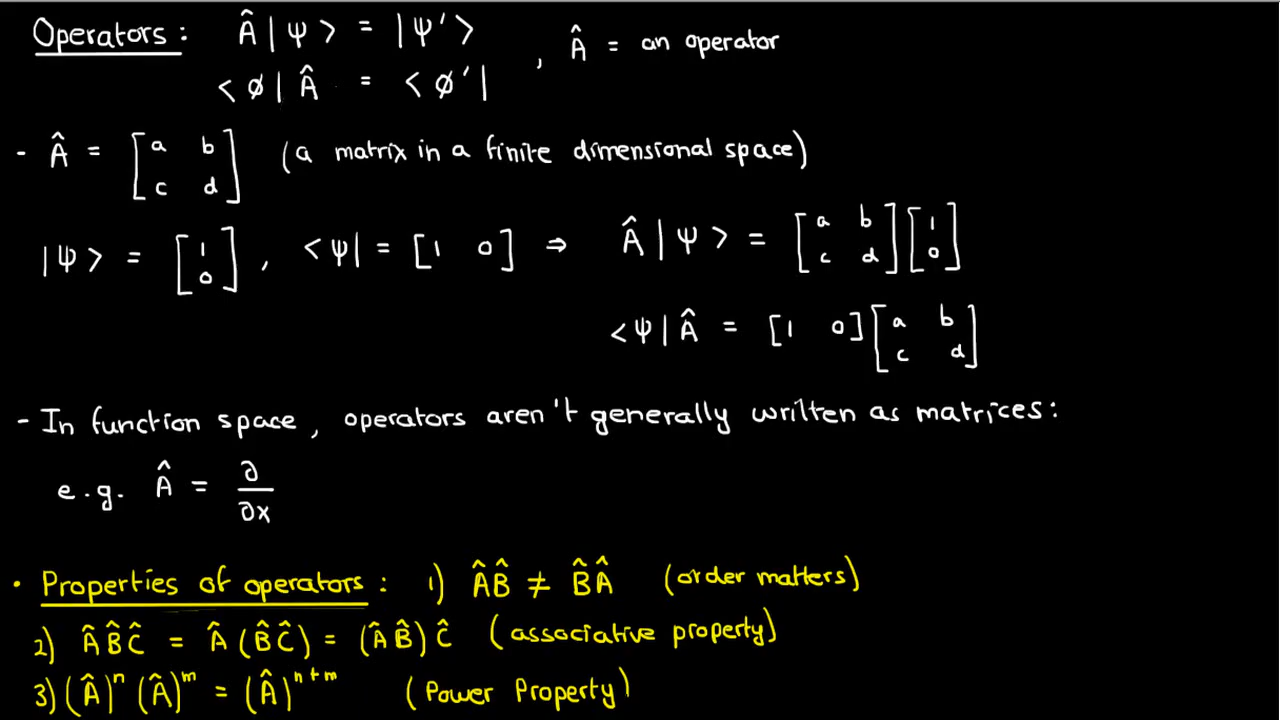 Operators: Â|ψ> = |ψ'>
<ø|Â = <ø'| , Â = an operator
- Â = [a b; c d] (a matrix in a finite dimensional space)
|ψ> = [1; 0], <ψ| = [1 0] ⇒ Â|ψ> = [a b; c d][1; 0]
<ψ|Â = [1 0][a b; c d]
- In function space, operators aren't generally written as matrices:
e.g. Â = ∂/∂x
• Properties of operators: 1) ÂB̂ ≠ B̂Â (order matters)
2) ÂB̂Ĉ = Â(B̂Ĉ) = (ÂB̂)Ĉ (associative property)
3) (Â)ⁿ(Â)ᵐ = (Â)ⁿ⁺ᵐ (Power Property)